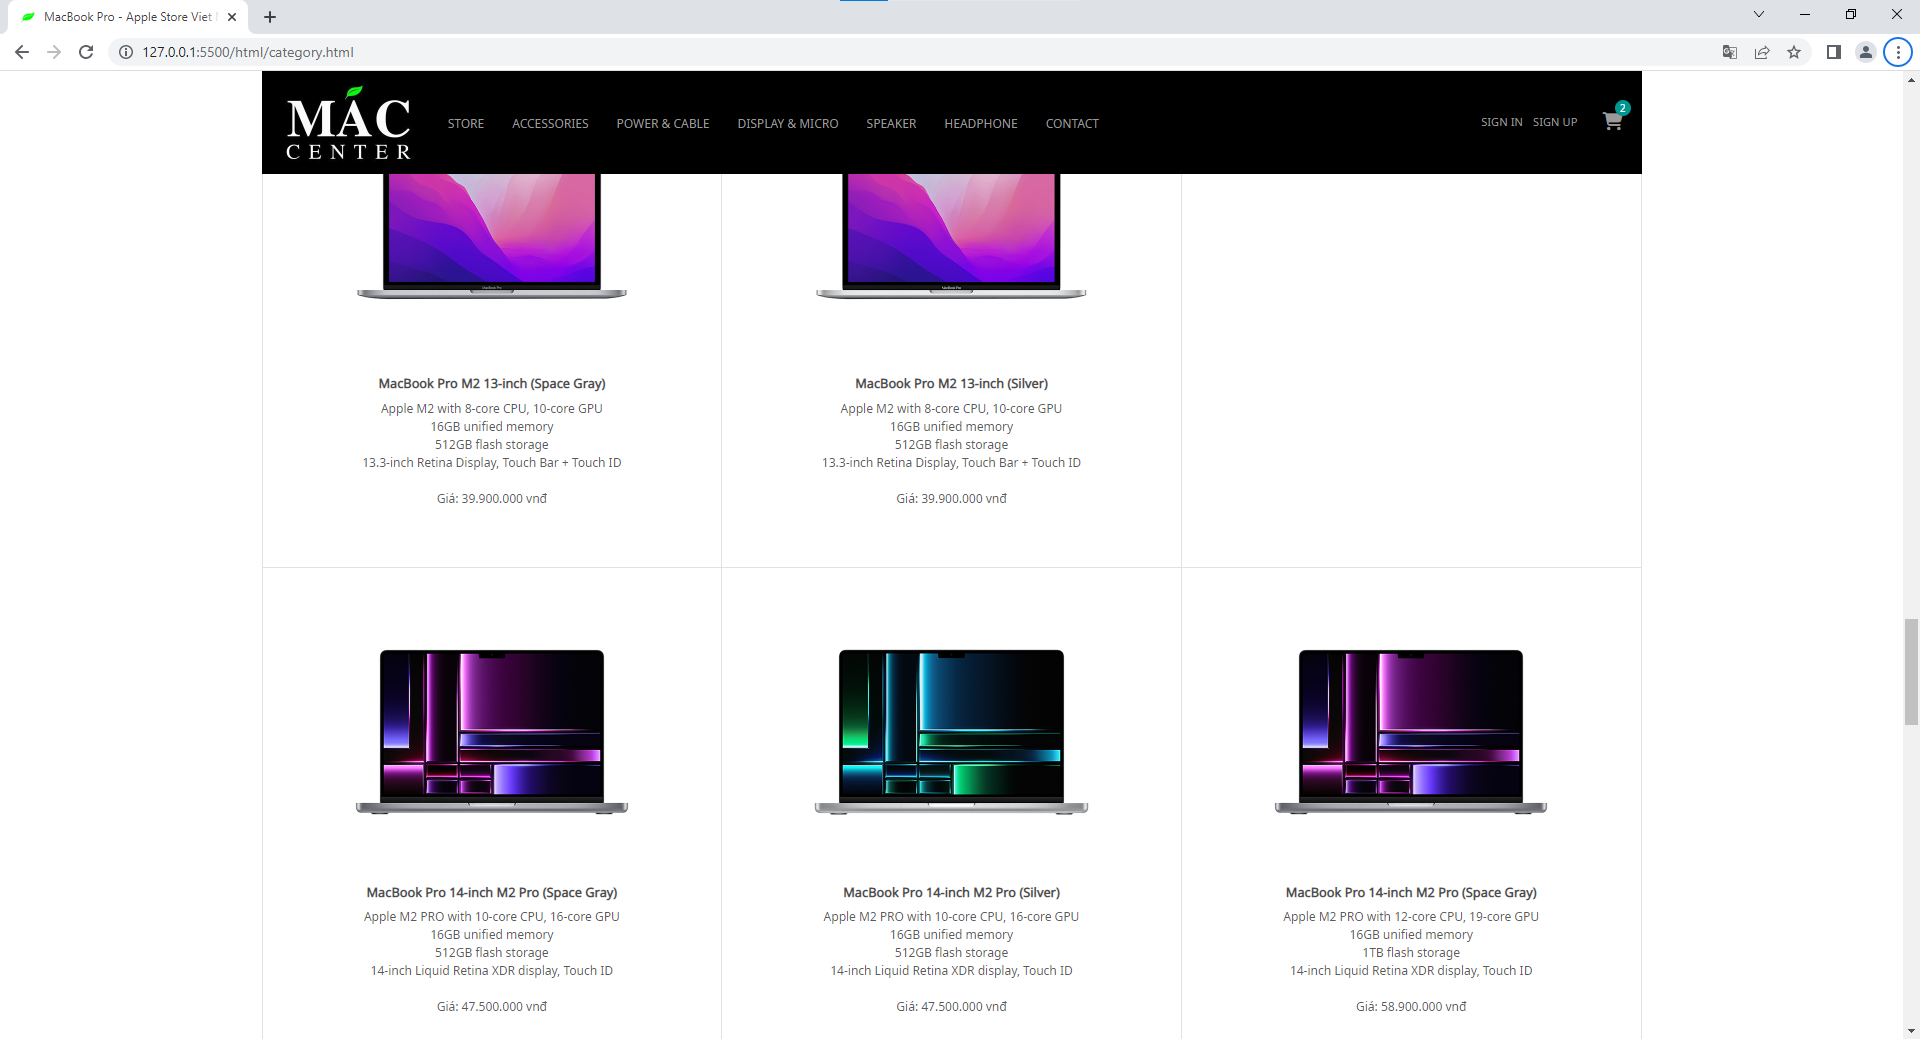 MacBook Pro - Apple Store Viet
127.0.0.1:5500/html/category.html
MAC
CENTER
STORE ACCESSORIES POWER & CABLE DISPLAY & MICRO SPEAKER HEADPHONE CONTACT SIGN IN SIGN UP 2
MacBook Pro
MacBook Pro
MacBook Pro M2 13-inch (Space Gray)
Apple M2 with 8-core CPU, 10-core GPU
16GB unified memory
512GB flash storage
13.3-inch Retina Display, Touch Bar + Touch ID
Giá: 39.900.000 vnđ
MacBook Pro M2 13-inch (Silver)
Apple M2 with 8-core CPU, 10-core GPU
16GB unified memory
512GB flash storage
13.3-inch Retina Display, Touch Bar + Touch ID
Giá: 39.900.000 vnđ
MacBook Pro 14-inch M2 Pro (Space Gray)
Apple M2 PRO with 10-core CPU, 16-core GPU
16GB unified memory
512GB flash storage
14-inch Liquid Retina XDR display, Touch ID
Giá: 47.500.000 vnđ
MacBook Pro 14-inch M2 Pro (Silver)
Apple M2 PRO with 10-core CPU, 16-core GPU
16GB unified memory
512GB flash storage
14-inch Liquid Retina XDR display, Touch ID
Giá: 47.500.000 vnđ
MacBook Pro 14-inch M2 Pro (Space Gray)
Apple M2 PRO with 12-core CPU, 19-core GPU
16GB unified memory
1TB flash storage
14-inch Liquid Retina XDR display, Touch ID
Giá: 58.900.000 vnđ